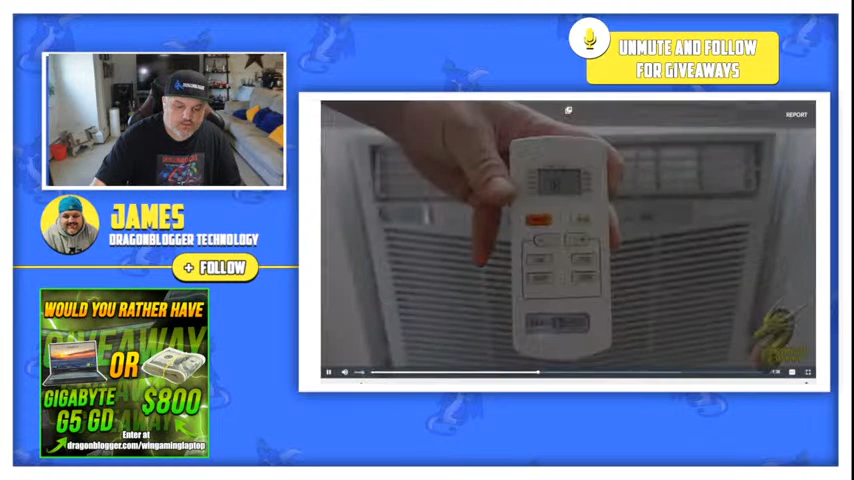 UNMUTE AND FOLLOW
FOR GIVEAWAYS
REPORT
JAMES
DRAGONBLOGGER TECHNOLOGY
+ FOLLOW
WOULD YOU RATHER HAVE
GIVEAWAY
OR
GIGABYTE
G5 GD
$800
Enter at
dragonblogger.com/wingaminglaptop